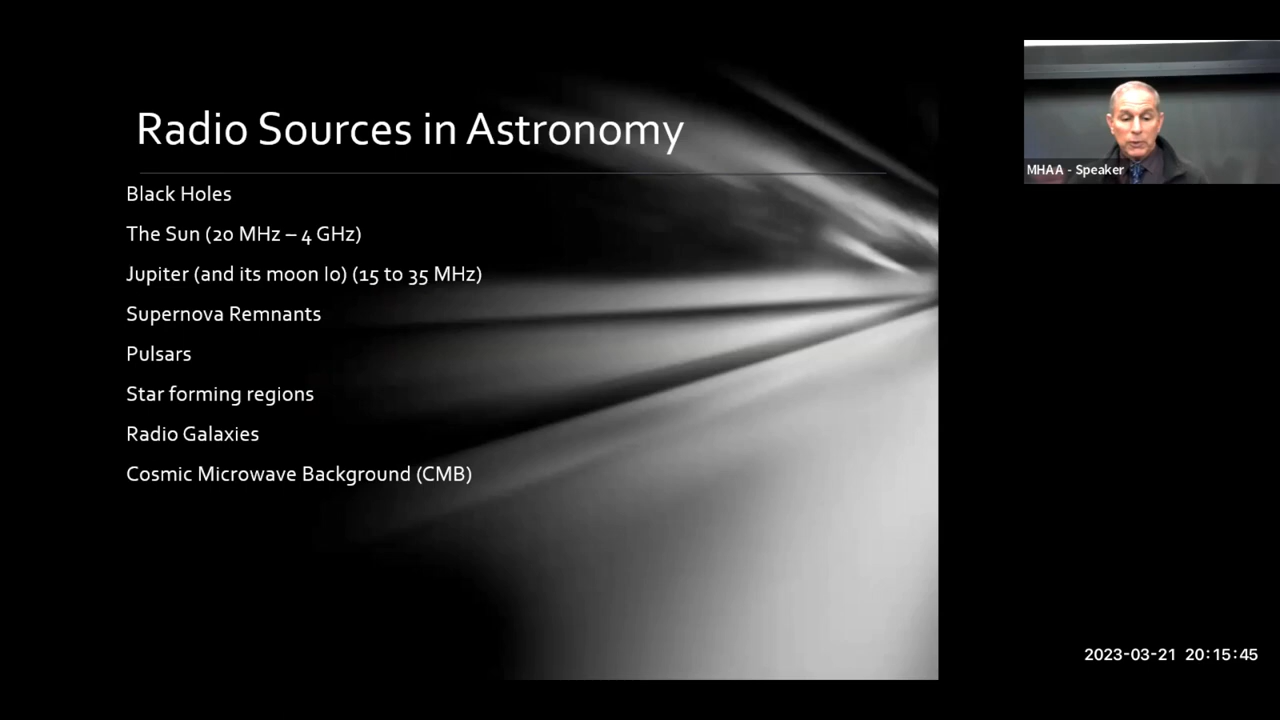 Radio Sources in Astronomy
Black Holes
The Sun (20 MHz – 4 GHz)
Jupiter (and its moon Io) (15 to 35 MHz)
Supernova Remnants
Pulsars
Star forming regions
Radio Galaxies
Cosmic Microwave Background (CMB)
MHAA - Speaker
2023-03-21 20:15:45